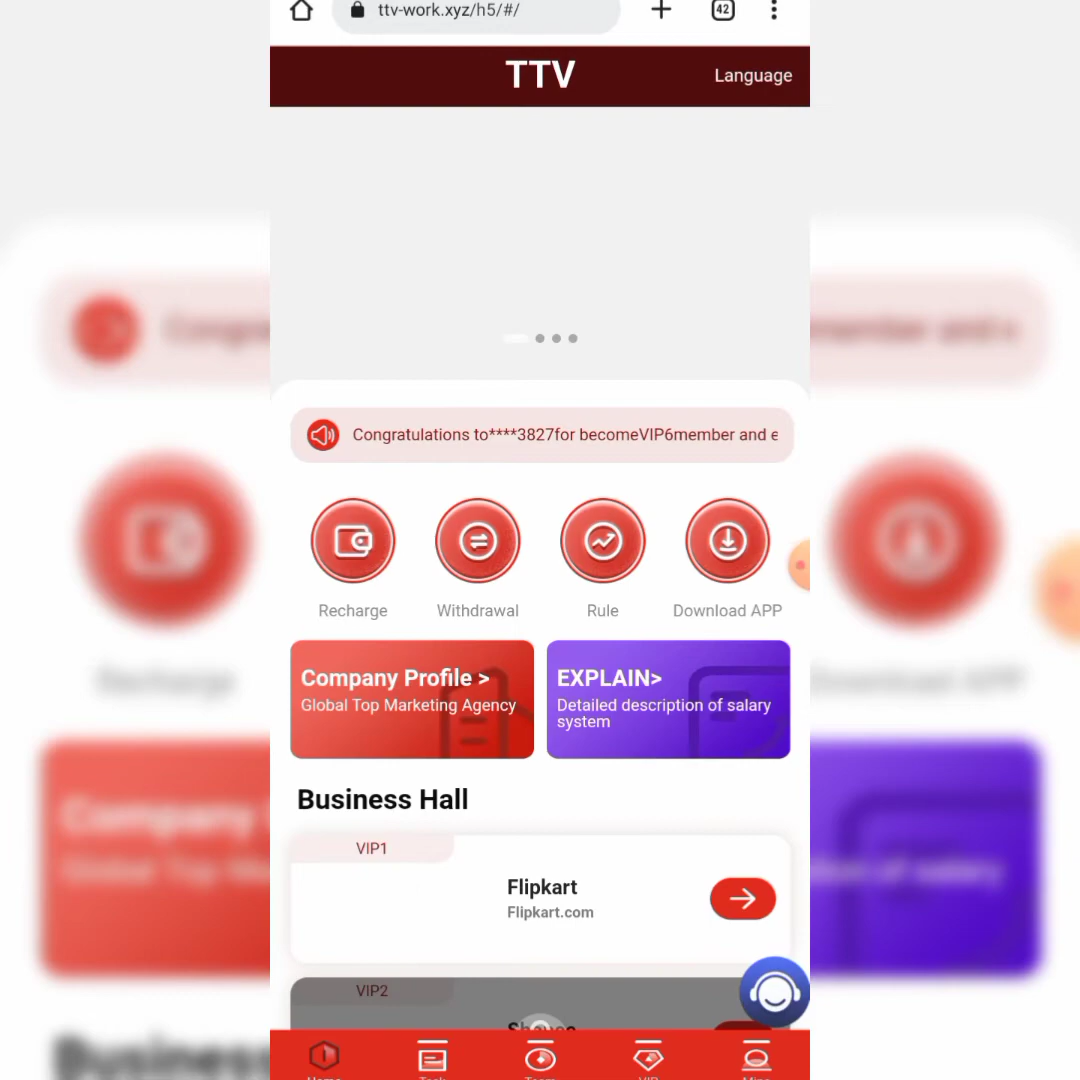 ttv-work.xyz/h5/#/
42
TTV
Language
Congratulations to****3827for becomeVIP6member and e
Recharge
Withdrawal
Rule
Download APP
Company Profile >
Global Top Marketing Agency
EXPLAIN>
Detailed description of salary
system
Business Hall
VIP1
Flipkart
Flipkart.com
VIP2